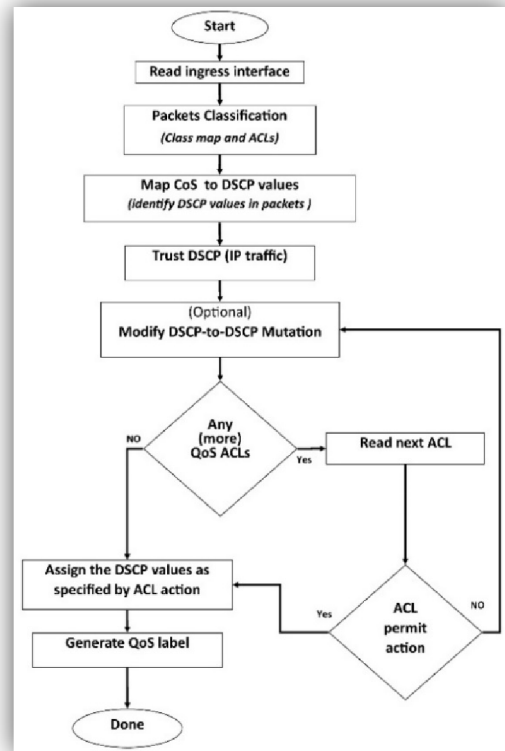 Start
Read ingress interface
Packets Classification
(Class map and ACLs)
Map CoS to DSCP values
(identify DSCP values in packets )
Trust DSCP (IP traffic)
(Optional)
Modify DSCP-to-DSCP Mutation
Any
(more)
QoS ACLs
NO
Yes
Read next ACL
Assign the DSCP values as
specified by ACL action
Yes
ACL
permit
action
NO
Generate QoS label
Done